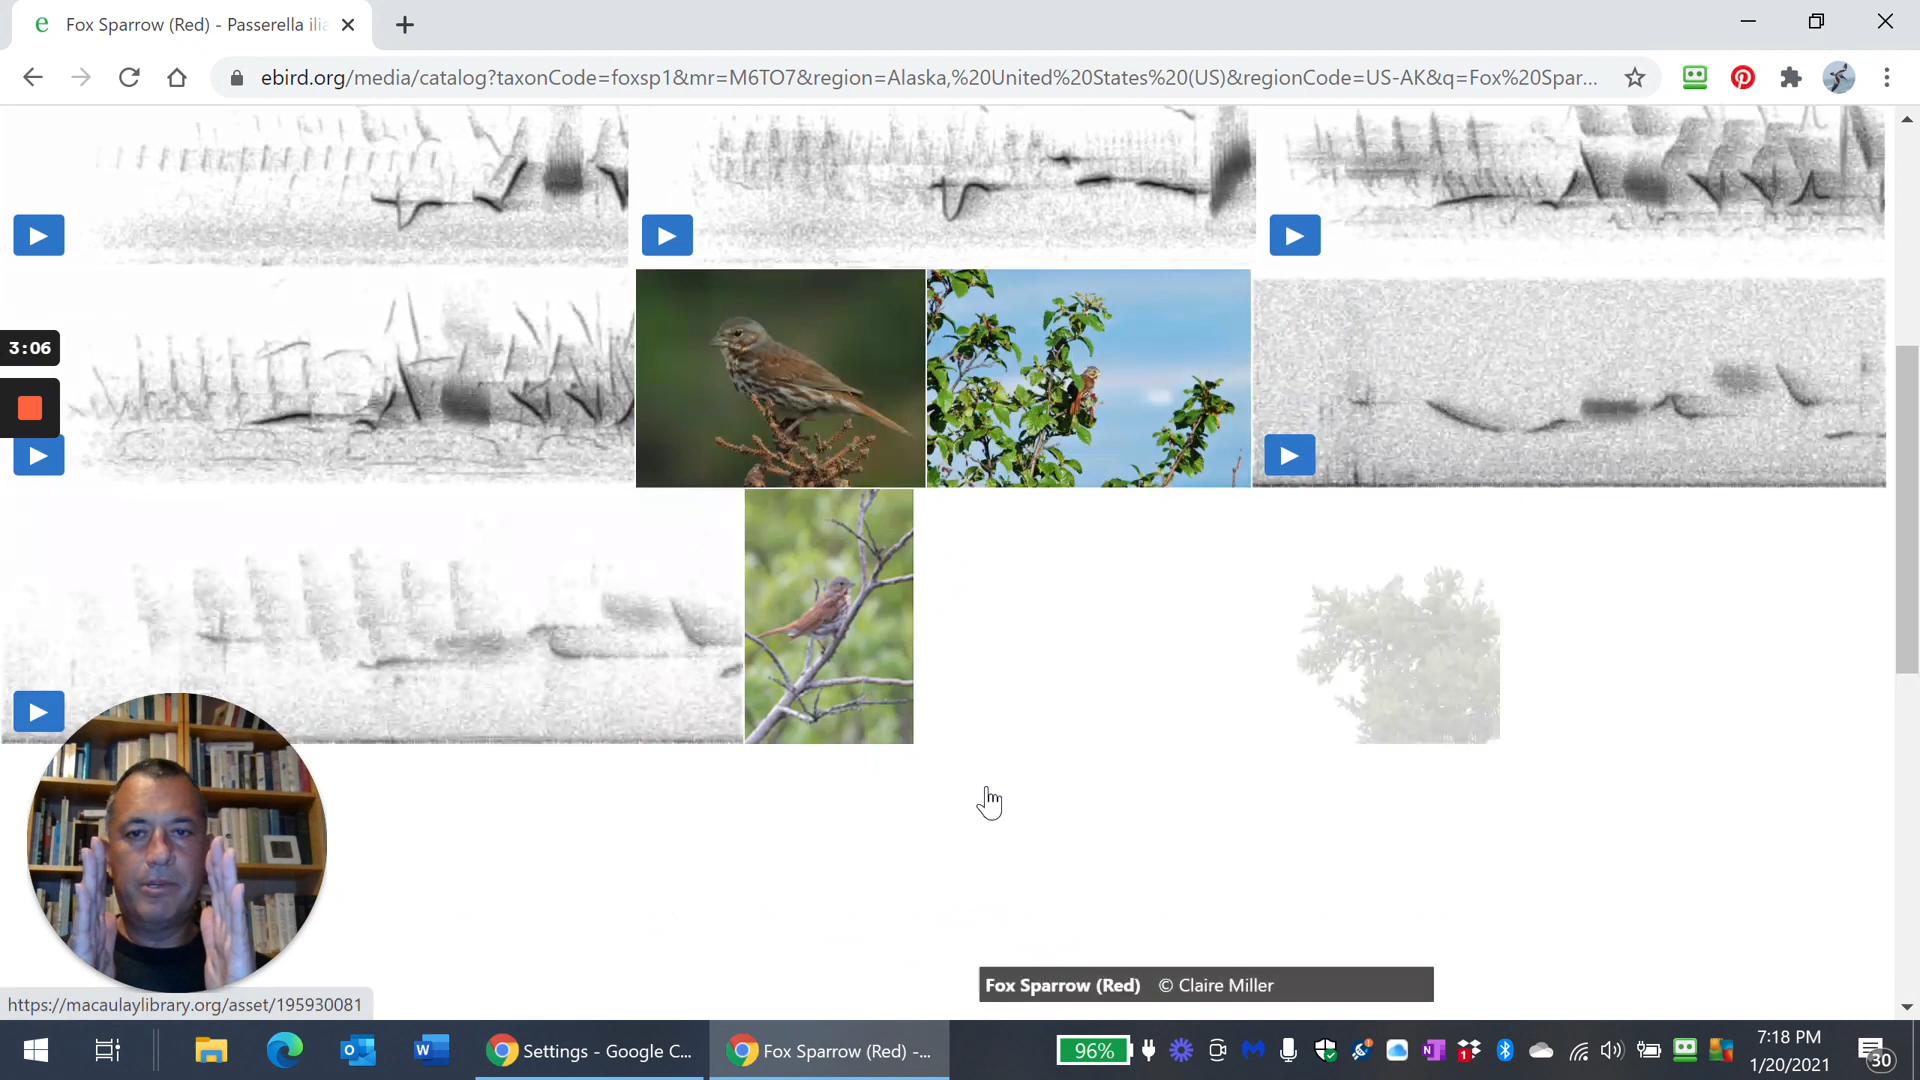 Fox Sparrow (Red) - Passerella ilia
ebird.org/media/catalog?taxonCode=foxsp1&mr=M6TO7&region=Alaska,%20United%20States%20(US)&regionCode=US-AK&q=Fox%20Spar...
3:06
Fox Sparrow (Red) © Claire Miller
https://macaulaylibrary.org/asset/195930081
Settings - Google C...
Fox Sparrow (Red) -...
96%
1
7:18 PM
1/20/2021
30